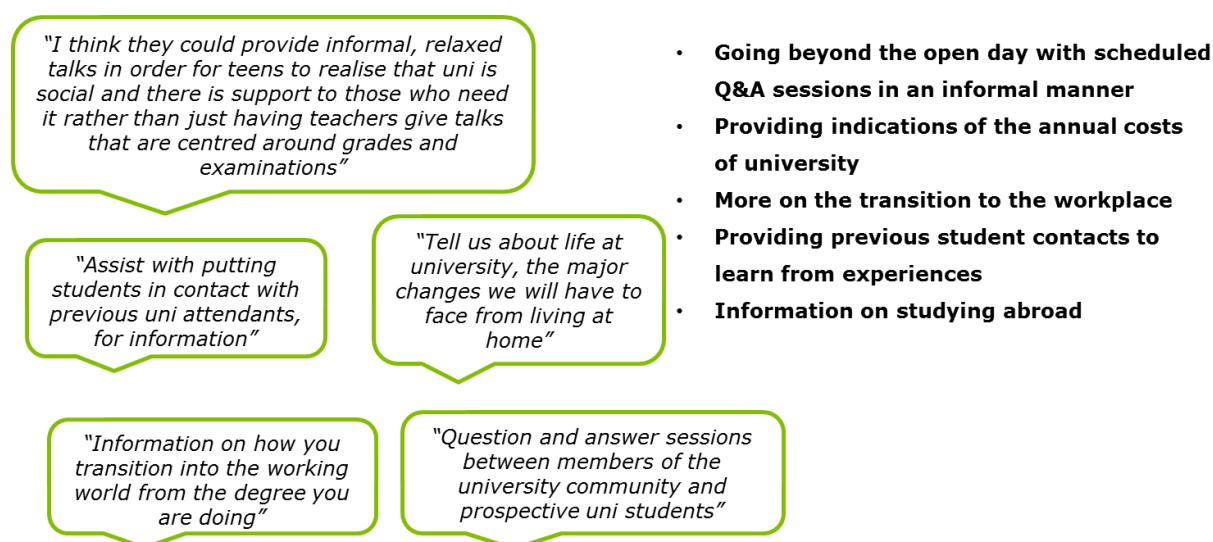 “I think they could provide informal, relaxed
talks in order for teens to realise that uni is
social and there is support to those who need
it rather than just having teachers give talks
that are centred around grades and
examinations”
“Assist with putting
students in contact with
previous uni attendants,
for information”
“Tell us about life at
university, the major
changes we will have to
face from living at
home”
“Information on how you
transition into the working
world from the degree you
are doing”
“Question and answer sessions
between members of the
university community and
prospective uni students”
• Going beyond the open day with scheduled
Q&A sessions in an informal manner
• Providing indications of the annual costs
of university
• More on the transition to the workplace
• Providing previous student contacts to
learn from experiences
• Information on studying abroad